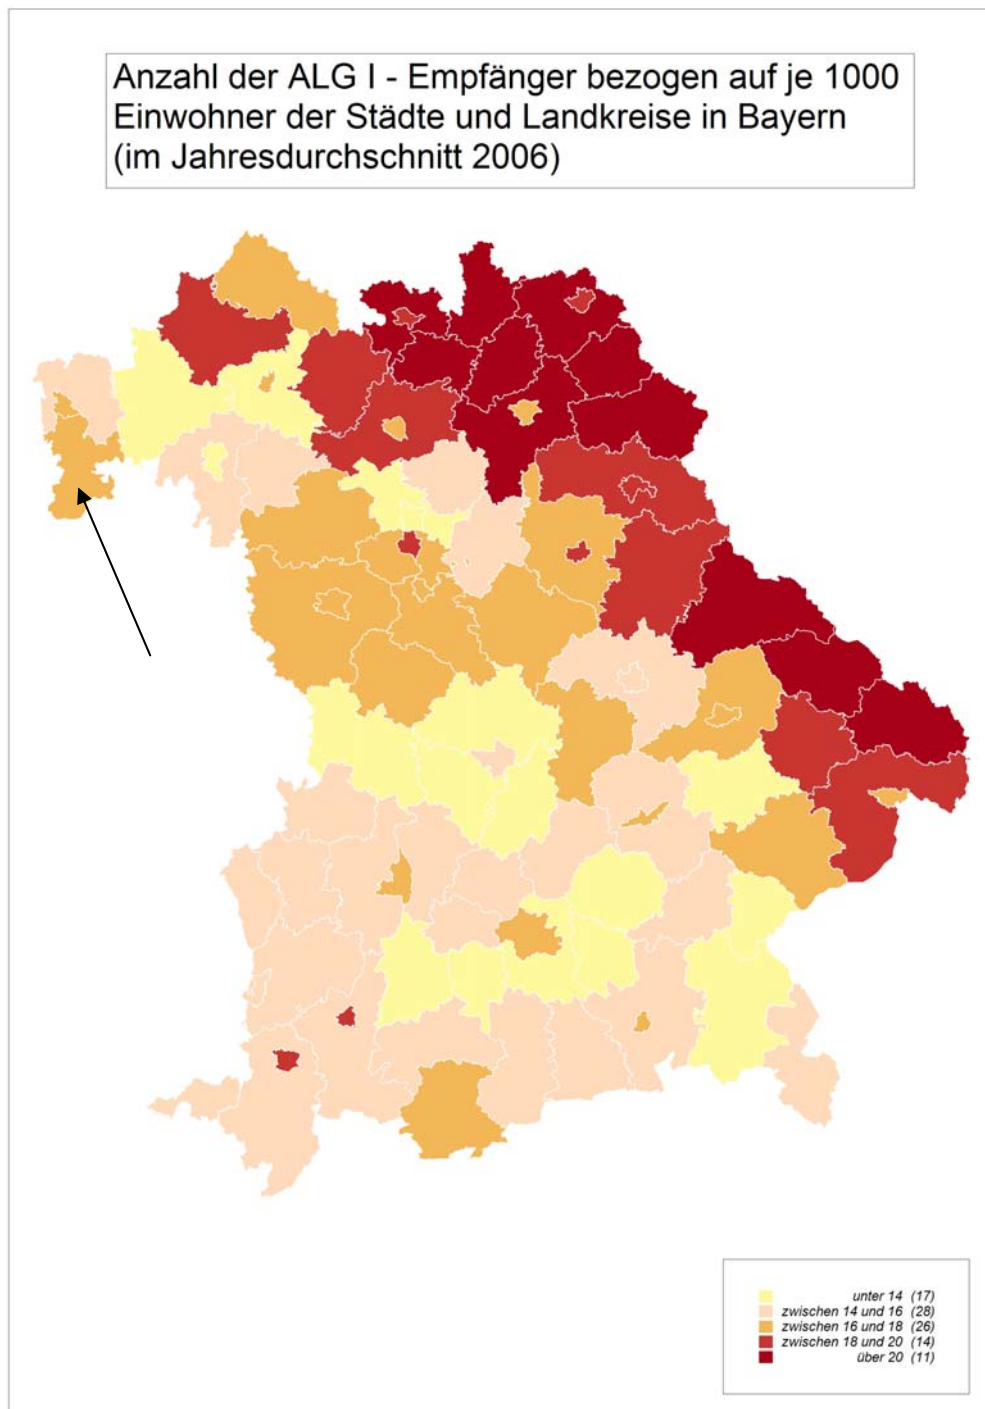 Anzahl der ALG I - Empfänger bezogen auf je 1000
Einwohner der Städte und Landkreise in Bayern
(im Jahresdurchschnitt 2006)
unter 14 (17)
zwischen 14 und 16 (28)
zwischen 16 und 18 (26)
zwischen 18 und 20 (14)
über 20 (11)